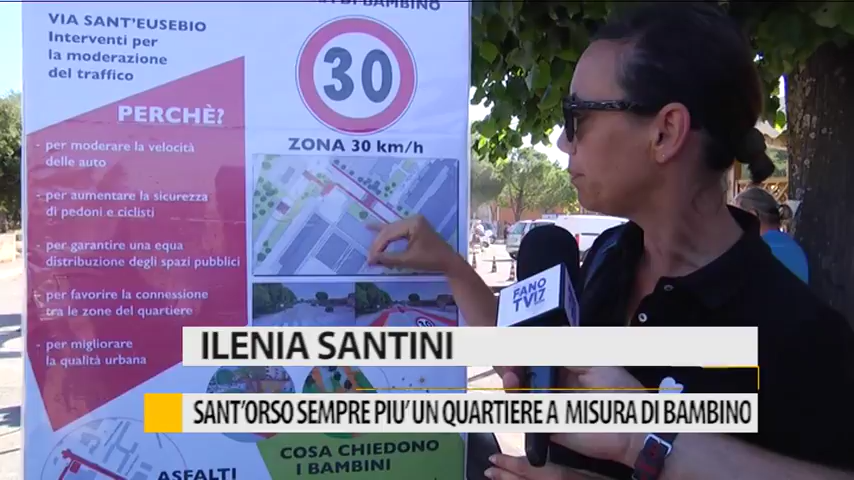 VIA SANT'EUSEBIO
Interventi per
la moderazione
del traffico
PERCHÈ?
- per moderare la velocità
delle auto
- per aumentare la sicurezza
di pedoni e ciclisti
- per garantire una equa
distribuzione degli spazi pubblici
- per favorire la connessione
tra le zone del quartiere
- per migliorare
la qualità urbana
DI BAMBINO
30
ZONA 30 km/h
30
FANO
TV
ILENIA SANTINI
SANT'ORSO SEMPRE PIU' UN QUARTIERE A MISURA DI BAMBINO
COSA CHIEDONO
I BAMBINI
ASFALTI